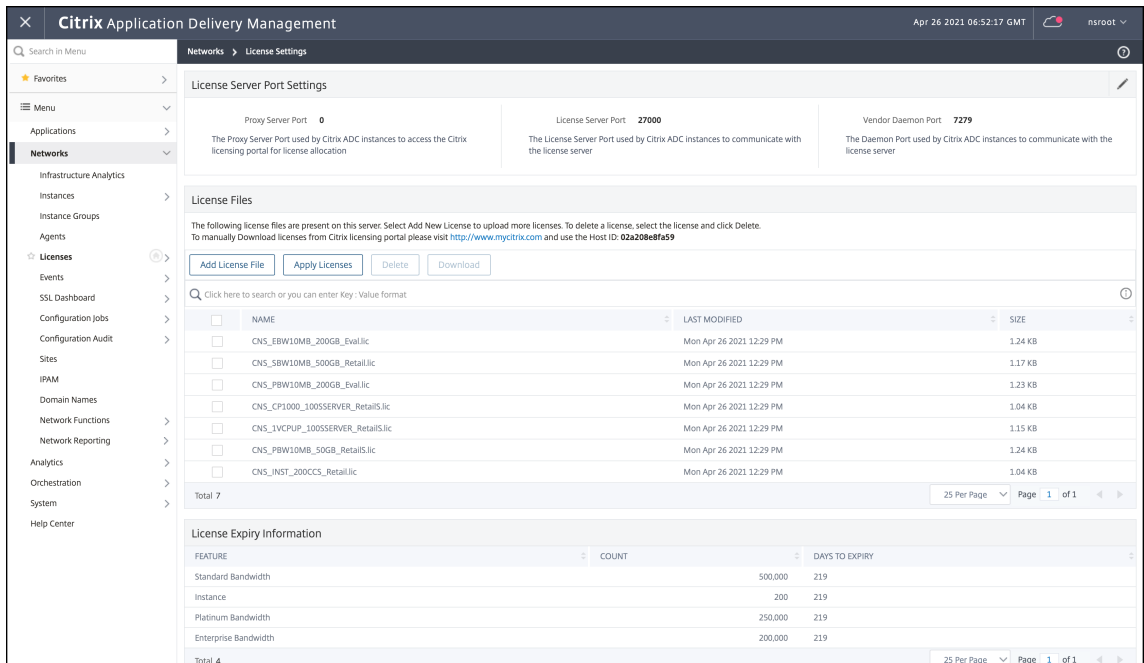 Citrix Application Delivery Management
Apr 26 2021 06:52:17 GMT
nsroot
Search in Menu
Networks > License Settings
Favorites
Menu
Applications
Networks
Infrastructure Analytics
Instances
Instance Groups
Agents
Licenses
Events
SSL Dashboard
Configuration Jobs
Configuration Audit
Sites
IPAM
Domain Names
Network Functions
Network Reporting
Analytics
Orchestration
System
Help Center
License Server Port Settings
Proxy Server Port 0
The Proxy Server Port used by Citrix ADC instances to access the Citrix
licensing portal for license allocation
License Server Port 27000
The License Server Port used by Citrix ADC instances to communicate with
the license server
Vendor Daemon Port 7279
The Daemon Port used by Citrix ADC instances to communicate with the
license server
License Files
The following license files are present on this server. Select Add New License to upload more licenses. To delete a license, select the license and click Delete.
To manually Download licenses from Citrix licensing portal please visit http://www.mycitrix.com and use the Host ID: 02a208e8fa59
Add License File Apply Licenses Delete Download
Click here to search or you can enter Key : Value format
NAME LAST MODIFIED SIZE
CNS_EBW10MB_200GB_Eval.lic Mon Apr 26 2021 12:29 PM 1.24 KB
CNS_SBW10MB_500GB_Retail.lic Mon Apr 26 2021 12:29 PM 1.17 KB
CNS_PBW10MB_200GB_Eval.lic Mon Apr 26 2021 12:29 PM 1.23 KB
CNS_CP1000_100SSERVER_RetailS.lic Mon Apr 26 2021 12:29 PM 1.04 KB
CNS_1VCPUP_100SSERVER_RetailS.lic Mon Apr 26 2021 12:29 PM 1.15 KB
CNS_PBW10MB_50GB_RetailS.lic Mon Apr 26 2021 12:29 PM 1.24 KB
CNS_INST_200CCS_Retail.lic Mon Apr 26 2021 12:29 PM 1.04 KB
Total 7 25 Per Page Page 1 of 1
License Expiry Information
FEATURE COUNT DAYS TO EXPIRY
Standard Bandwidth 500,000 219
Instance 200 219
Platinum Bandwidth 250,000 219
Enterprise Bandwidth 200,000 219
Total 4 25 Per Page Page 1 of 1